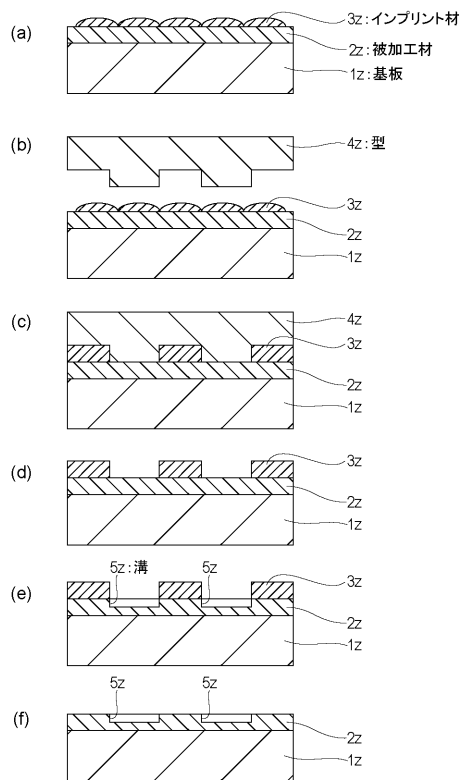 (a)
3z:インプリント材
2z:被加工材
1z:基板
(b)
4z:型
3z
2z
1z
(c)
4z
3z
2z
1z
(d)
3z
2z
1z
(e)
5z:溝
5z
3z
2z
1z
(f)
5z
5z
2z
1z